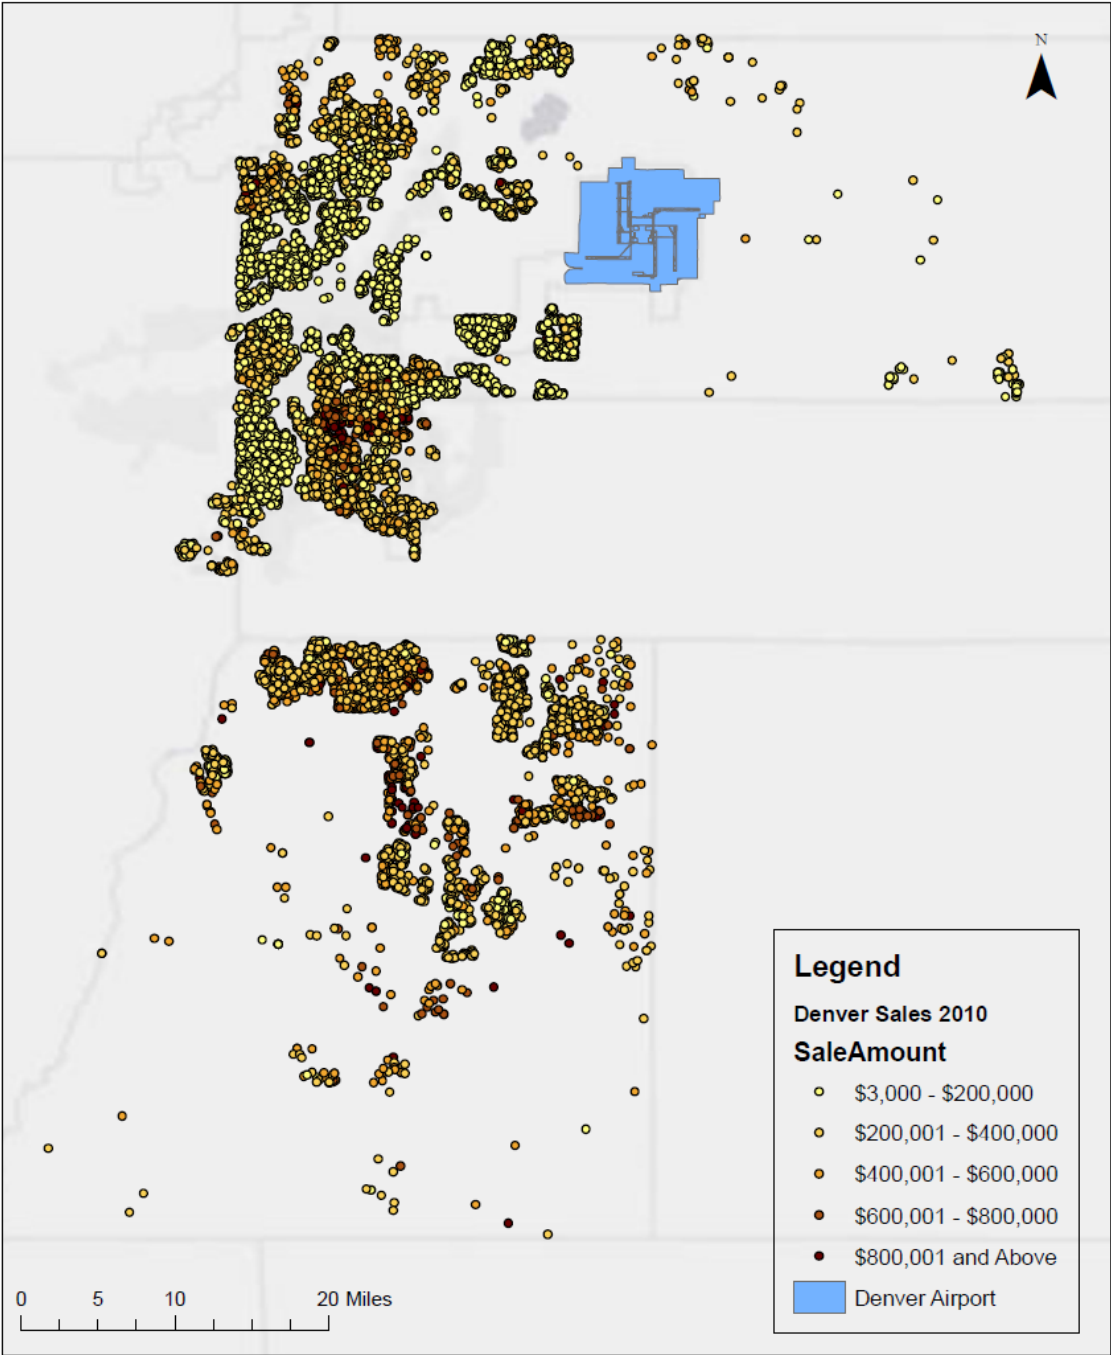 N
Legend
Denver Sales 2010
SaleAmount
$3,000 - $200,000
$200,001 - $400,000
$400,001 - $600,000
$600,001 - $800,000
$800,001 and Above
Denver Airport
0 5 10 20 Miles